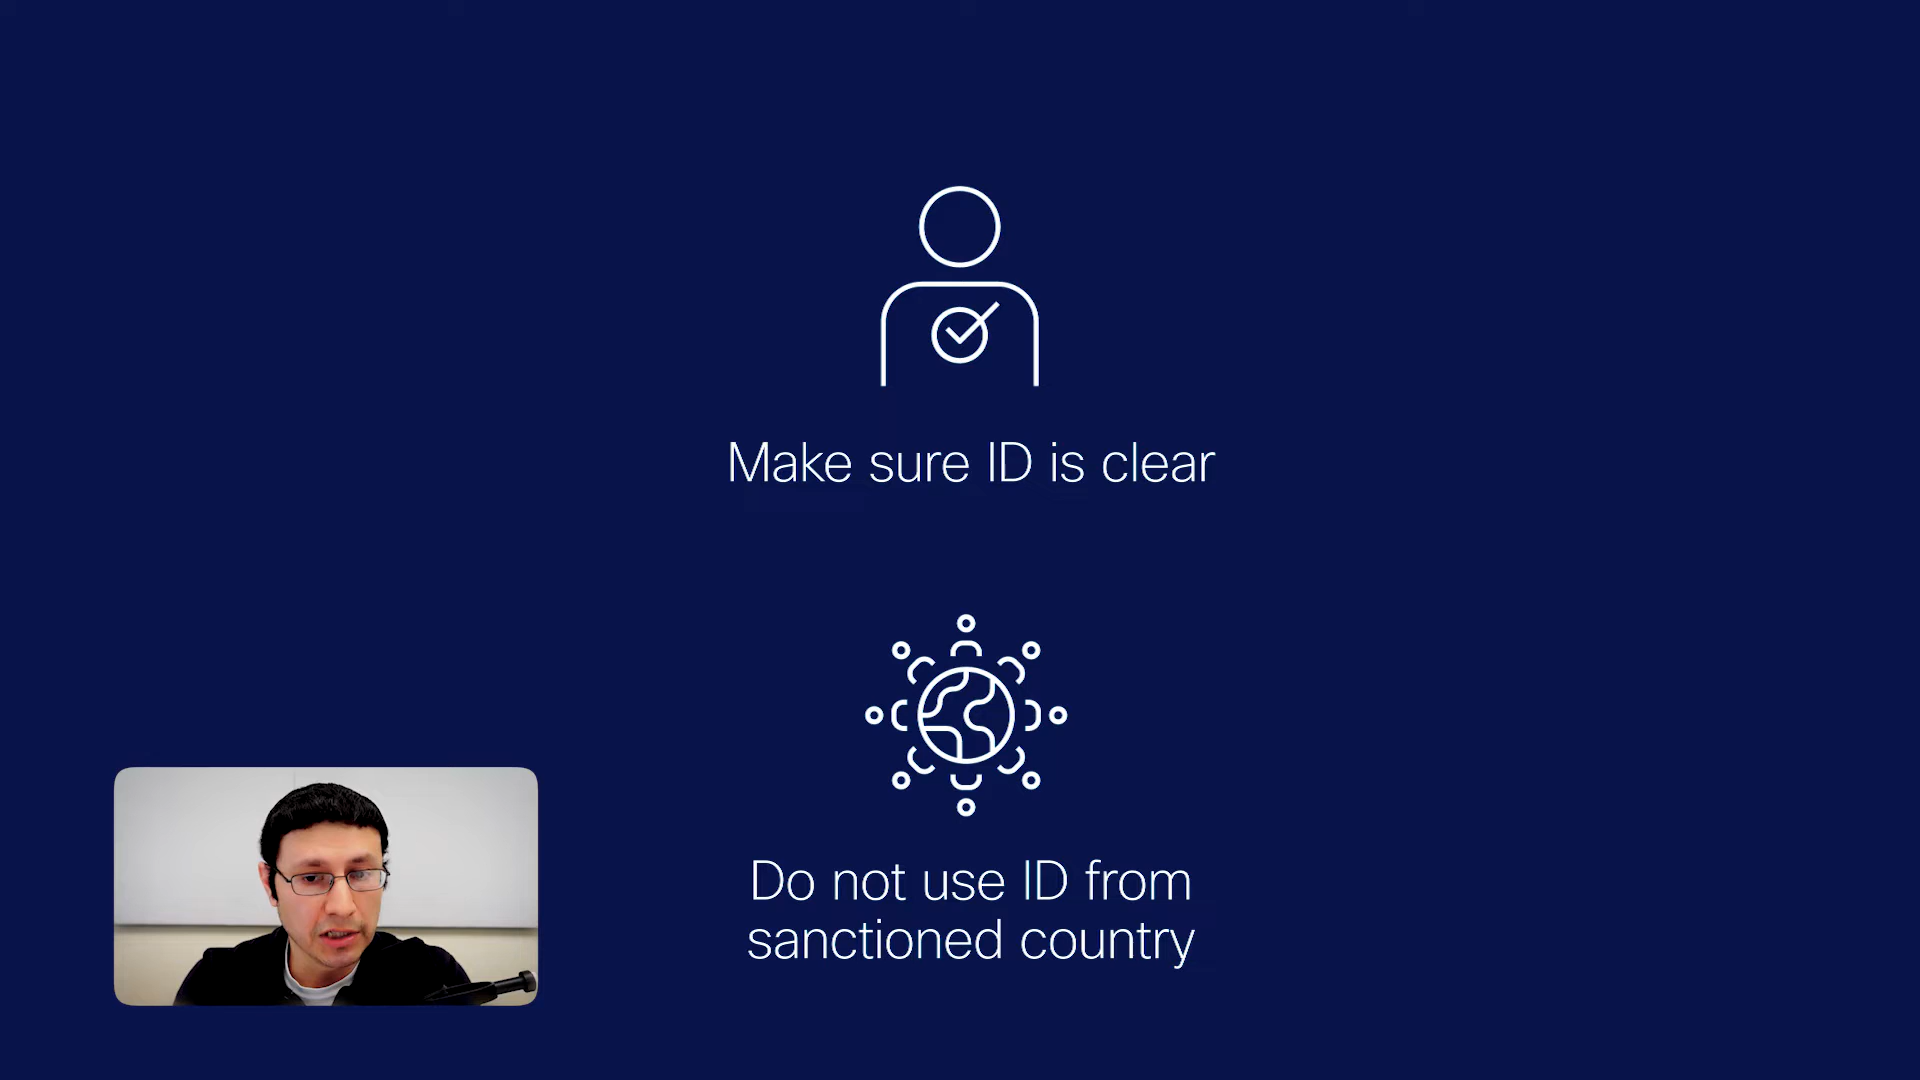 Make sure ID is clear
Do not use ID from
sanctioned country